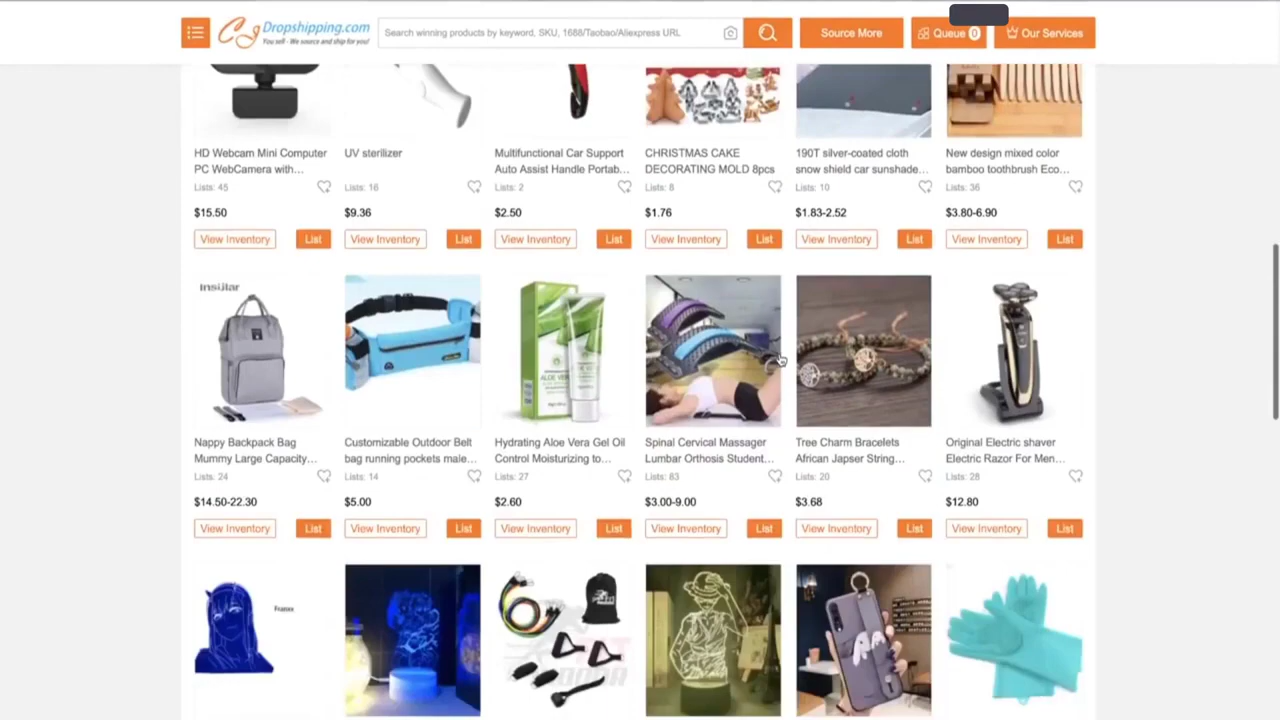 CJ Dropshipping.com
You sell - We source and ship for you!
Search winning products by keyword, SKU, 1688/Taobao/Aliexpress URL
Source More
Queue 0
Our Services
HD Webcam Mini Computer
PC WebCamera with...
Lists: 45
$15.50
View Inventory
List
UV sterilizer
Lists: 16
$9.36
View Inventory
List
Multifunctional Car Support
Auto Assist Handle Portab...
Lists: 2
$2.50
View Inventory
List
CHRISTMAS CAKE
DECORATING MOLD 8pcs
Lists: 8
$1.76
View Inventory
List
190T silver-coated cloth
snow shield car sunshade...
Lists: 10
$1.83-2.52
View Inventory
List
New design mixed color
bamboo toothbrush Eco...
Lists: 36
$3.80-6.90
View Inventory
List
Insular
Nappy Backpack Bag
Mummy Large Capacity...
Lists: 24
$14.50-22.30
View Inventory
List
Customizable Outdoor Belt
bag running pockets male...
Lists: 14
$5.00
View Inventory
List
ALOE VERA
Hydrating Aloe Vera Gel Oil
Control Moisturizing to...
Lists: 27
$2.60
View Inventory
List
Spinal Cervical Massager
Lumbar Orthosis Student...
Lists: 83
$3.00-9.00
View Inventory
List
Tree Charm Bracelets
African Japser String...
Lists: 20
$3.68
View Inventory
List
Original Electric shaver
Electric Razor For Men...
Lists: 28
$12.80
View Inventory
List